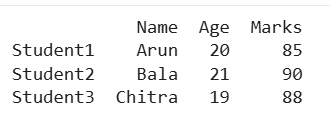 Name Age Marks
Student1 Arun 20 85
Student2 Bala 21 90
Student3 Chitra 19 88